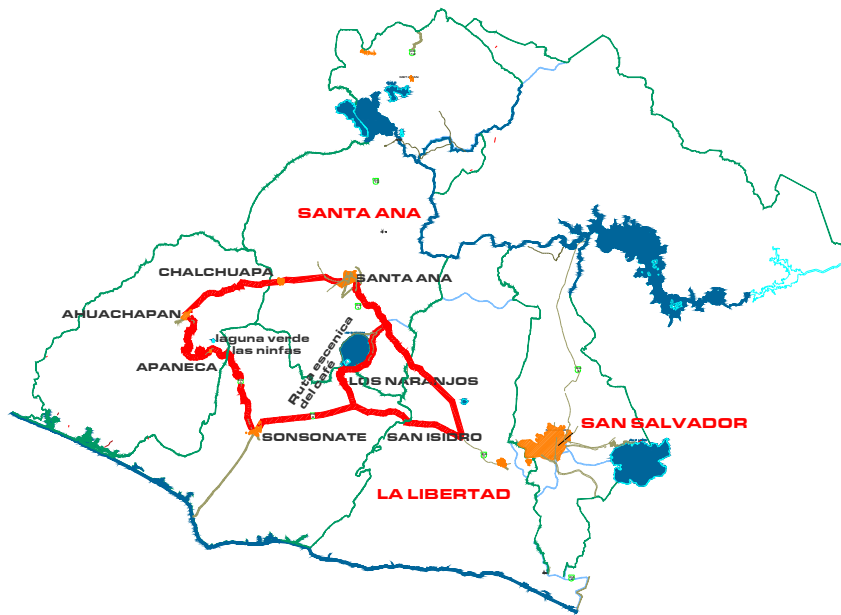 SANTA ANA
CHALCHUAPA
SANTA ANA
AHUACHAPAN
laguna verde
las ninfas
APANECA
Ruta escenica
del café
LOS NARANJOS
SONSONATE
SAN ISIDRO
SAN SALVADOR
LA LIBERTAD